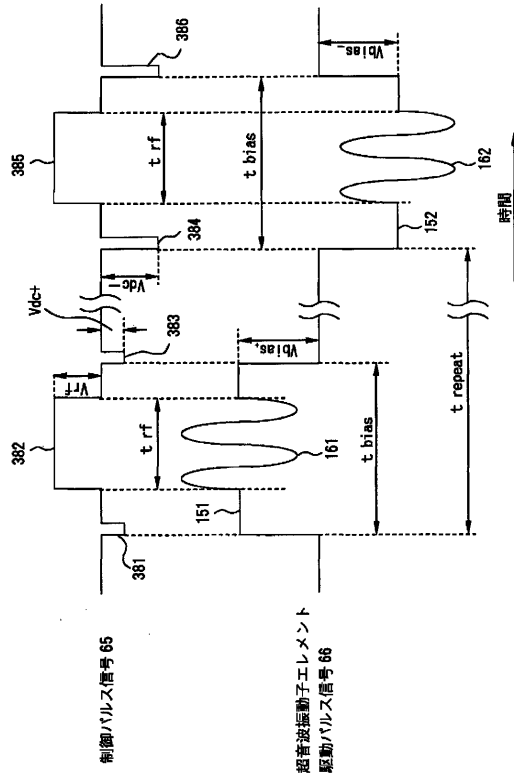 制御パルス信号 65
381
382
Vrf
t rf
383
Vdc+
Vdc-
384
385
t rf
t bias
386
超音波振動子エレメント
駆動パルス信号 66
151
161
Vbias+
t bias
t repeat
152
162
Vbias-
時間